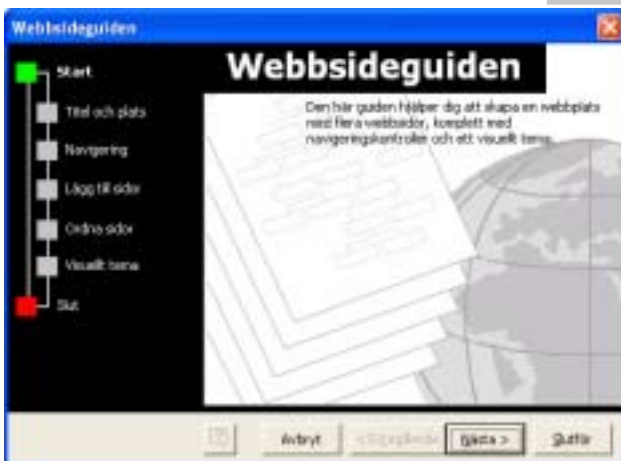 Webbsideguiden
Webbsideguiden
Den här guiden hjälper dig att skapa en webbplats
med flera webbsidor, komplett med
navigeringskontroller och ett visuellt tema.
Start
Titel och plats
Navigering
Lägg till sidor
Ordna sidor
Visuellt tema
Slut
Avbryt
Nästa >
Slutför